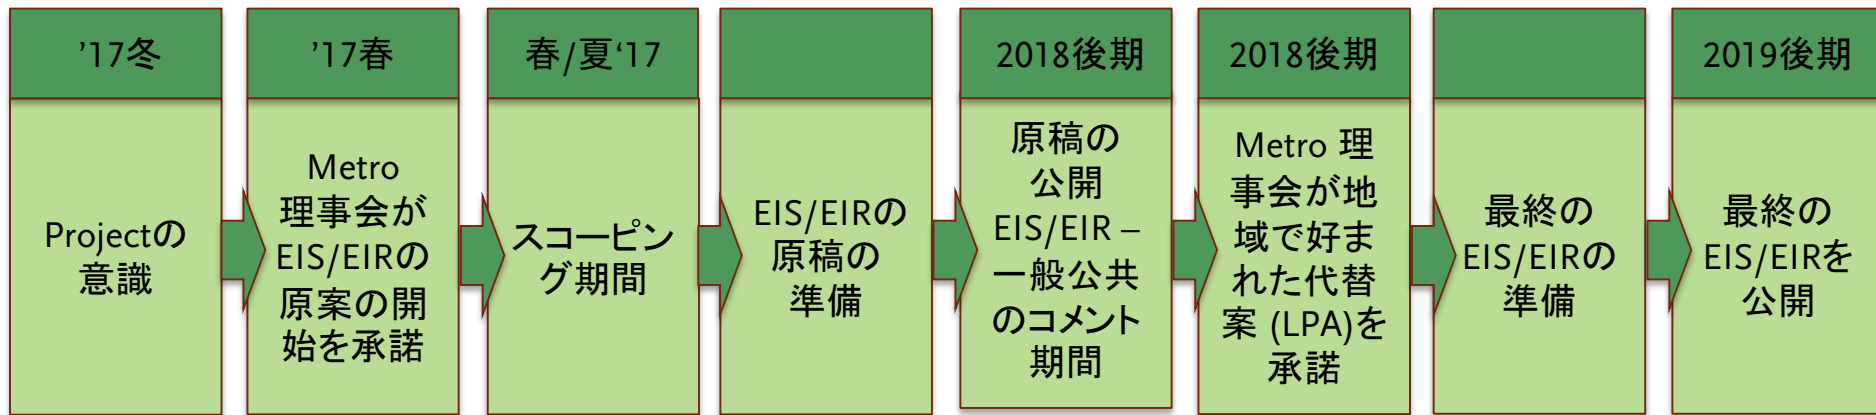 '17冬
Projectの
意識
'17春
Metro
理事会が
EIS/EIRの
原案の開
始を承諾
春/夏‘17
スコーピン
グ期間
EIS/EIRの
原稿の
準備
2018後期
原稿の
公開
EIS/EIR –
一般公共
のコメント
期間
2018後期
Metro 理
事会が地
域で好ま
れた代替
案 (LPA)を
承諾
最終の
EIS/EIRの
準備
2019後期
最終の
EIS/EIRを
公開